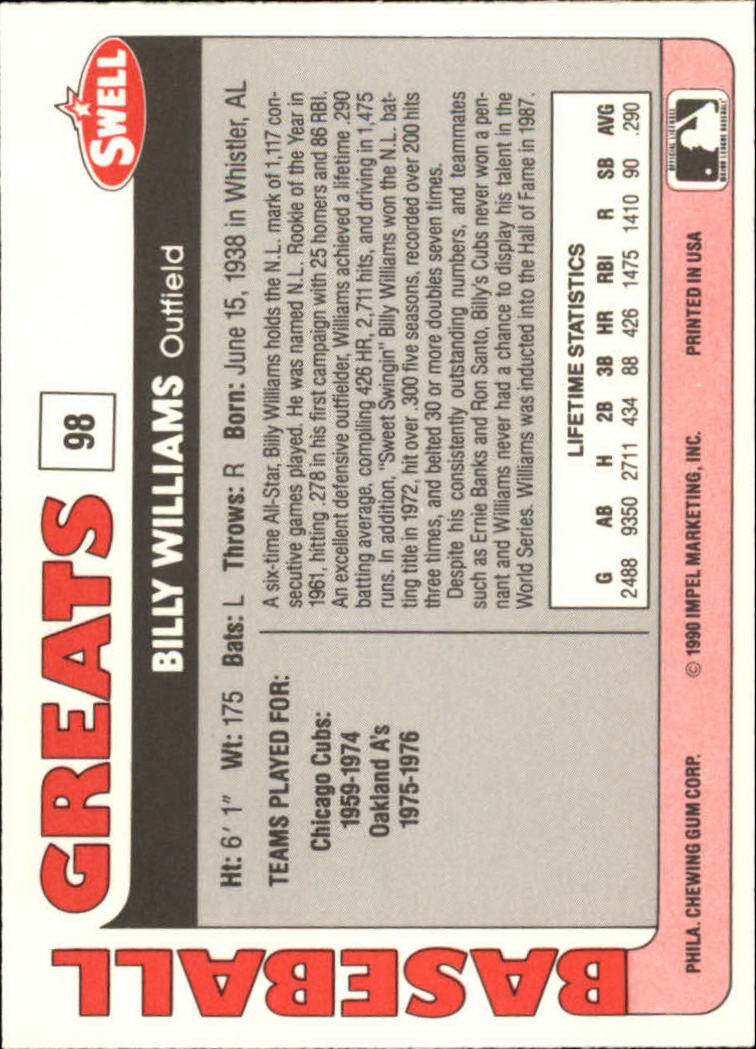 BASEBALL
GREATS
98
SWELL
BILLY WILLIAMS Outfield
Ht: 6' 1" Wt: 175 Bats: L Throws: R Born: June 15, 1938 in Whistler, AL
TEAMS PLAYED FOR:
Chicago Cubs:
1959-1974
Oakland A's
1975-1976
A six-time All-Star, Billy Williams holds the N.L. mark of 1,117 con-
secutive games played. He was named N.L. Rookie of the Year in
1961, hitting .278 in his first campaign with 25 homers and 86 RBI.
An excellent defensive outfielder, Williams achieved a lifetime .290
batting average, compiling 426 HR, 2,711 hits, and driving in 1,475
runs. In addition, "Sweet Swingin" Billy Williams won the N.L. bat-
ting title in 1972, hit over .300 five seasons, recorded over 200 hits
three times, and belted 30 or more doubles seven times.
Despite his consistently outstanding numbers, and teammates
such as Ernie Banks and Ron Santo, Billy's Cubs never won a pen-
nant and Williams never had a chance to display his talent in the
World Series. Williams was inducted into the Hall of Fame in 1987.
LIFETIME STATISTICS
G AB H 2B 3B HR RBI R SB AVG
2488 9350 2711 434 88 426 1475 1410 90 .290
PHILA. CHEWING GUM CORP. © 1990 IMPEL MARKETING, INC. PRINTED IN USA
OFFICIAL LICENSEE
MAJOR LEAGUE BASEBALL